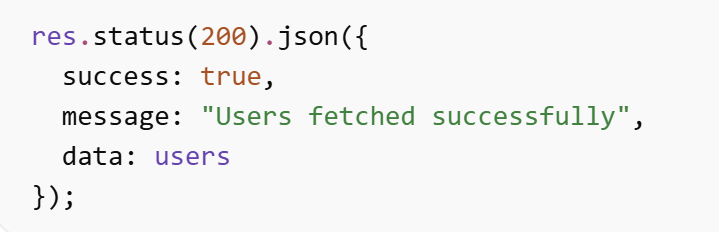 res.status(200).json({
  success: true,
  message: "Users fetched successfully",
  data: users
});